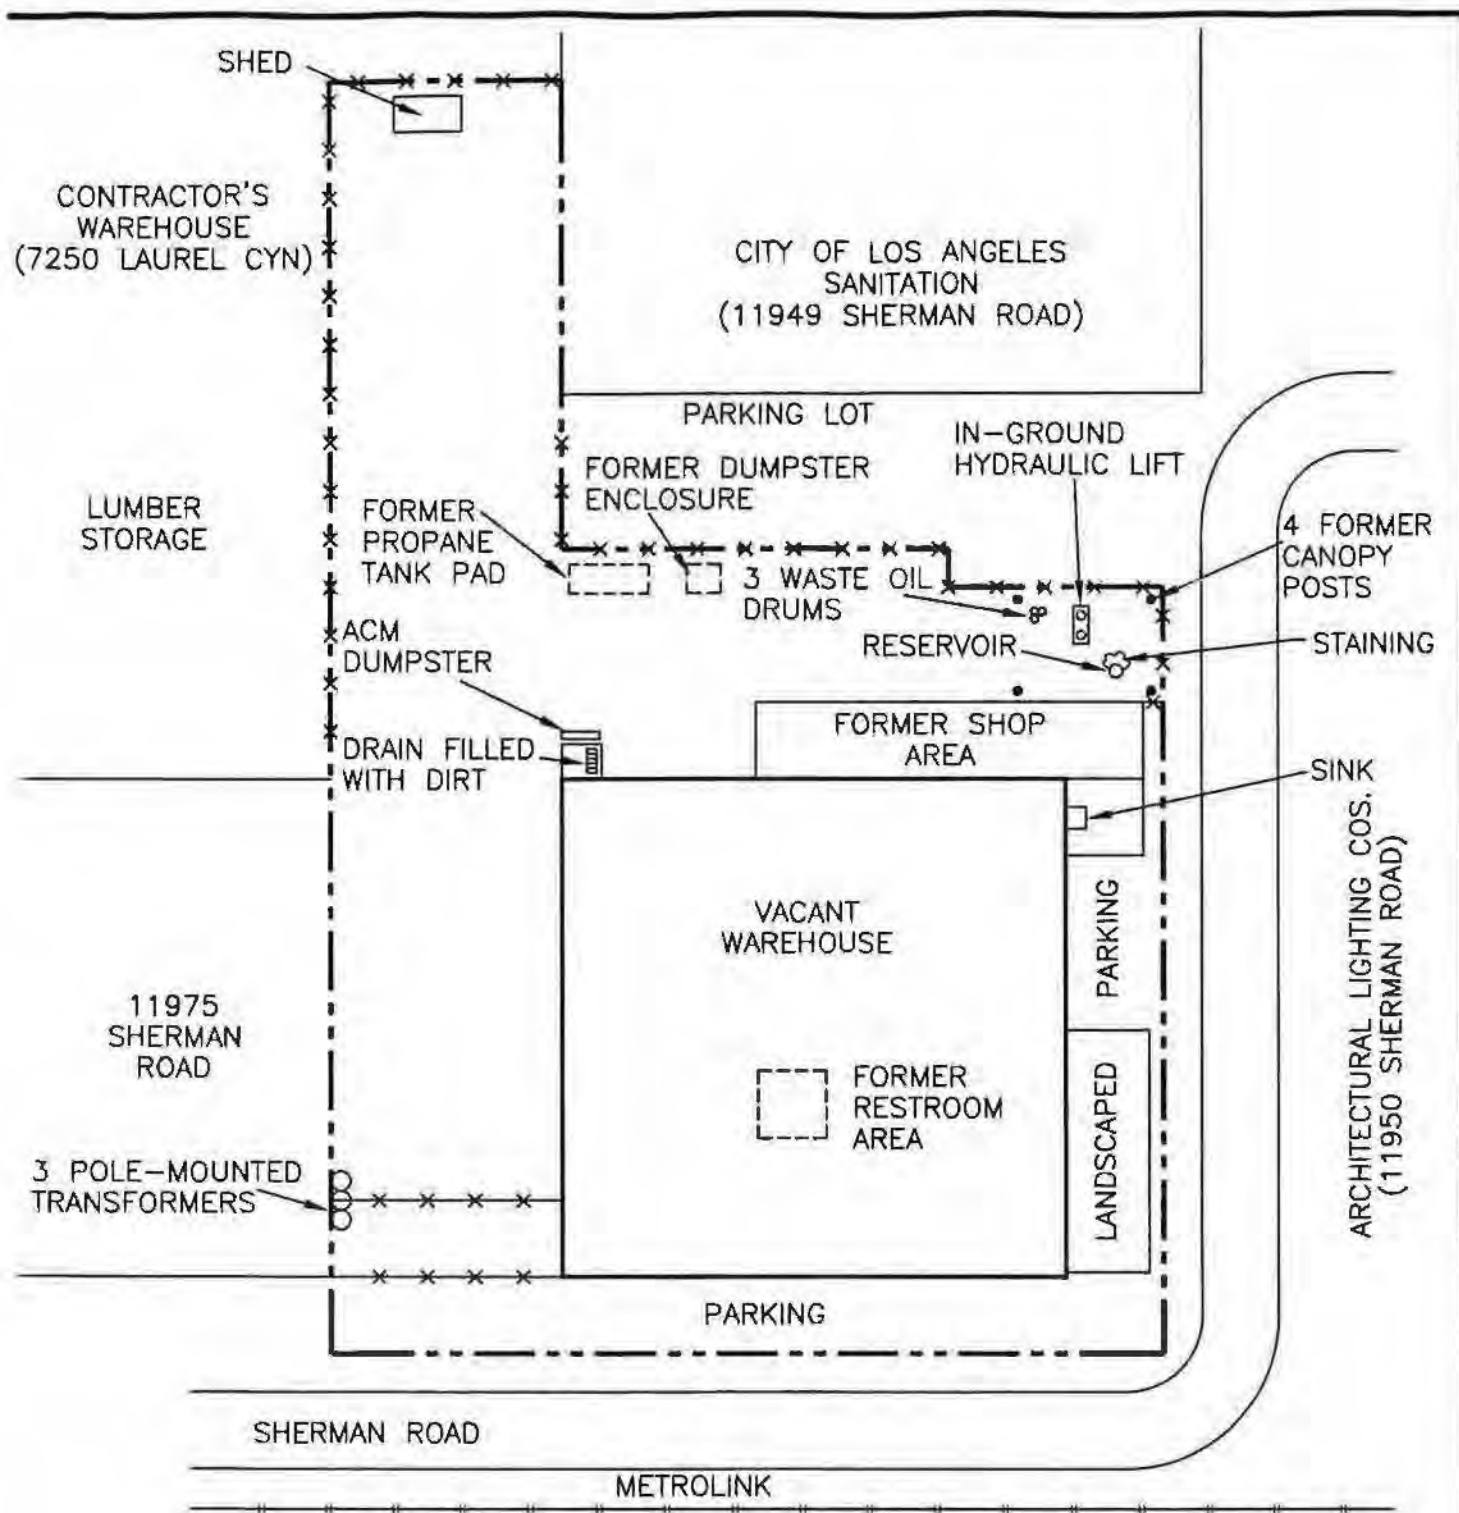 SHED
CONTRACTOR'S
WAREHOUSE
(7250 LAUREL CYN)
CITY OF LOS ANGELES
SANITATION
(11949 SHERMAN ROAD)
PARKING LOT
IN-GROUND
HYDRAULIC LIFT
FORMER DUMPSTER
ENCLOSURE
LUMBER
STORAGE
FORMER
PROPANE
TANK PAD
4 FORMER
CANOPY
POSTS
3 WASTE OIL
DRUMS
ACM
DUMPSTER
RESERVOIR
STAINING
FORMER SHOP
AREA
DRAIN FILLED
WITH DIRT
SINK
ARCHITECTURAL LIGHTING COS.
(11950 SHERMAN ROAD)
VACANT
WAREHOUSE
PARKING
11975
SHERMAN
ROAD
FORMER
RESTROOM
AREA
LANDSCAPED
3 POLE-MOUNTED
TRANSFORMERS
PARKING
SHERMAN ROAD
METROLINK